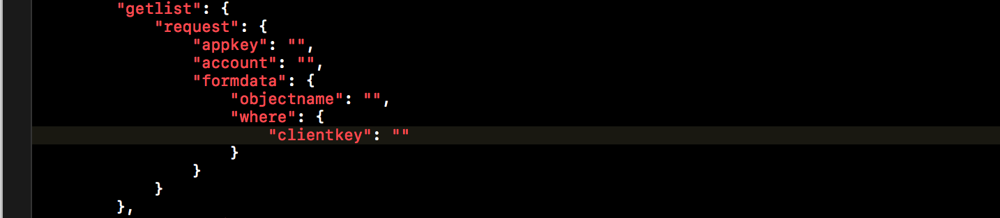 "getlist": {
"request": {
"appkey": "",
"account": "",
"formdata": {
"objectname": "",
"where": {
"clientkey": ""
}
}
}
},